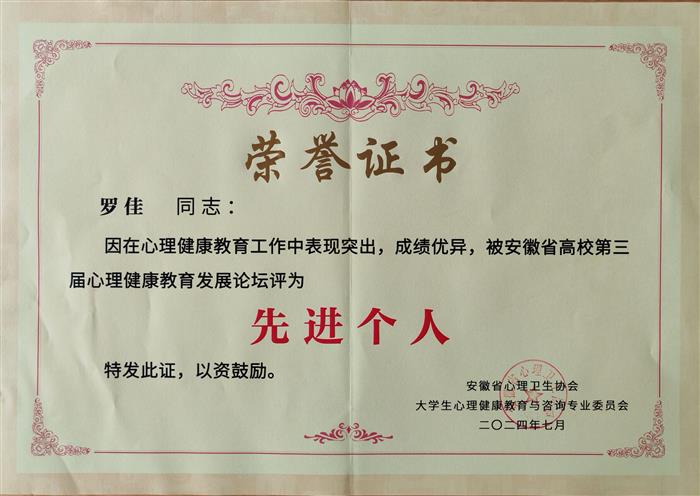 荣誉证书
罗佳 同志：
因在心理健康教育工作中表现突出，成绩优异，被安徽省高校第三
届心理健康教育发展论坛评为
先进个人
特发此证，以资鼓励。
安徽省心理卫生协会
大学生心理健康教育与咨询专业委员会
二〇二四年七月